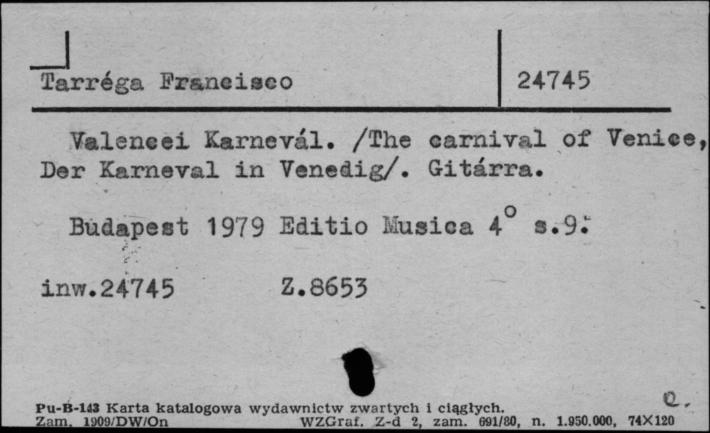 Tarréga Francisco 24745
Valencei Karnevál. /The carnival of Venice,
Der Karneval in Venedig/. Gitárra.
Budapest 1979 Editio Musica 4° s.9.
inw.24745 Z.8653
Pu-B-143 Karta katalogowa wydawnictw zwartych i ciągłych.
Zam. 1909/DW/On WZGraf. Z-d 2, zam. 691/80, n. 1.950.000, 74X120